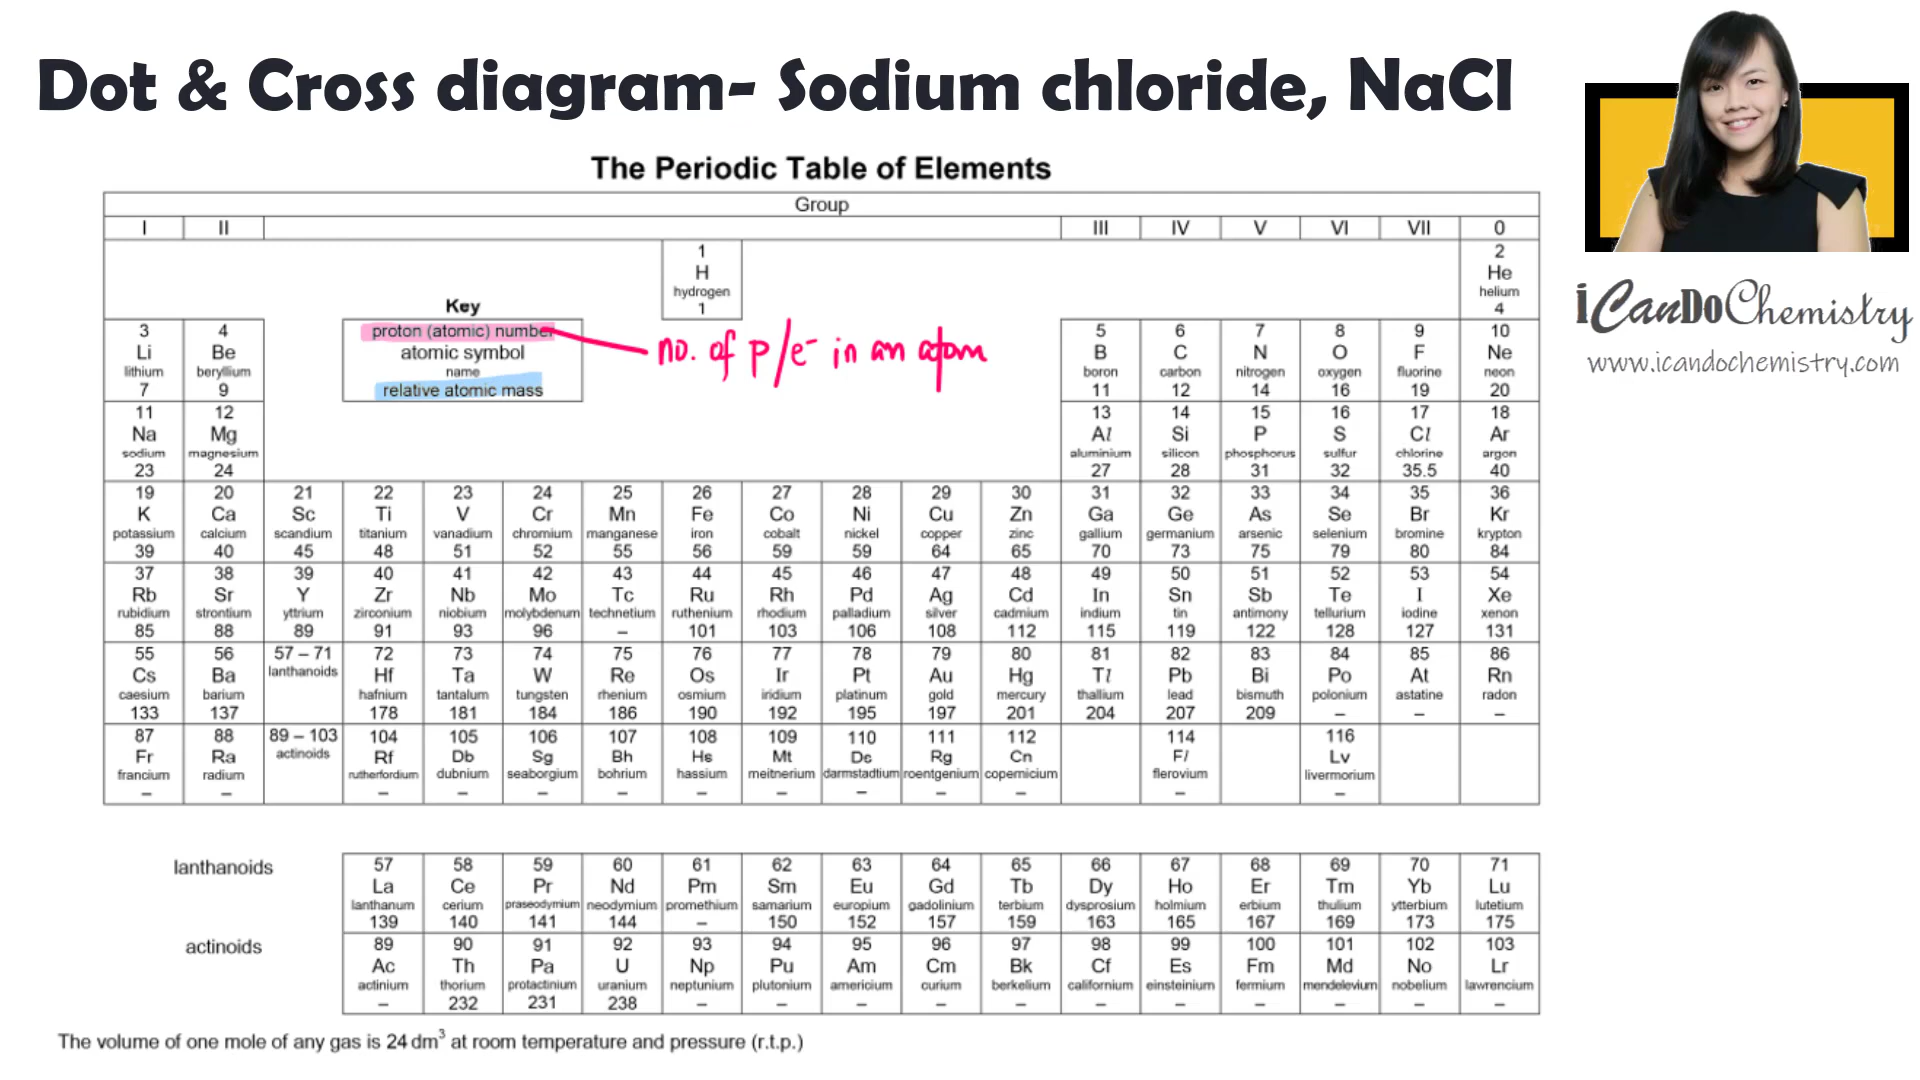 Dot & Cross diagram- Sodium chloride, NaCl
iCanDoChemistry
www.icandochemistry.com
The Periodic Table of Elements
Group
I II III IV V VI VII 0
1 2
H He
hydrogen helium
1 4
Key
proton (atomic) number
atomic symbol
name
relative atomic mass
no. of p/e⁻ in an atom
3 4 5 6 7 8 9 10
Li Be B C N O F Ne
lithium beryllium boron carbon nitrogen oxygen fluorine neon
7 9 11 12 14 16 19 20
11 12 13 14 15 16 17 18
Na Mg Al Si P S Cl Ar
sodium magnesium aluminium silicon phosphorus sulfur chlorine argon
23 24 27 28 31 32 35.5 40
19 20 21 22 23 24 25 26 27 28 29 30 31 32 33 34 35 36
K Ca Sc Ti V Cr Mn Fe Co Ni Cu Zn Ga Ge As Se Br Kr
potassium calcium scandium titanium vanadium chromium manganese iron cobalt nickel copper zinc gallium germanium arsenic selenium bromine krypton
39 40 45 48 51 52 55 56 59 59 64 65 70 73 75 79 80 84
37 38 39 40 41 42 43 44 45 46 47 48 49 50 51 52 53 54
Rb Sr Y Zr Nb Mo Tc Ru Rh Pd Ag Cd In Sn Sb Te I Xe
rubidium strontium yttrium zirconium niobium molybdenum technetium ruthenium rhodium palladium silver cadmium indium tin antimony tellurium iodine xenon
85 88 89 91 93 96 – 101 103 106 108 112 115 119 122 128 127 131
55 56 57 – 71 72 73 74 75 76 77 78 79 80 81 82 83 84 85 86
Cs Ba lanthanoids Hf Ta W Re Os Ir Pt Au Hg Tl Pb Bi Po At Rn
caesium barium hafnium tantalum tungsten rhenium osmium iridium platinum gold mercury thallium lead bismuth polonium astatine radon
133 137 178 181 184 186 190 192 195 197 201 204 207 209 – – –
87 88 89 – 103 104 105 106 107 108 109 110 111 112 114 116
Fr Ra actinoids Rf Db Sg Bh Hs Mt Ds Rg Cn Fl Lv
francium radium rutherfordium dubnium seaborgium bohrium hassium meitnerium darmstadtium roentgenium copernicium flerovium livermorium
– – – – – – – – – – – – –
lanthanoids
57 58 59 60 61 62 63 64 65 66 67 68 69 70 71
La Ce Pr Nd Pm Sm Eu Gd Tb Dy Ho Er Tm Yb Lu
lanthanum cerium praseodymium neodymium promethium samarium europium gadolinium terbium dysprosium holmium erbium thulium ytterbium lutetium
139 140 141 144 – 150 152 157 159 163 165 167 169 173 175
actinoids
89 90 91 92 93 94 95 96 97 98 99 100 101 102 103
Ac Th Pa U Np Pu Am Cm Bk Cf Es Fm Md No Lr
actinium thorium protactinium uranium neptunium plutonium americium curium berkelium californium einsteinium fermium mendelevium nobelium lawrencium
– 232 231 238 – – – – – – – – – – –
The volume of one mole of any gas is 24 dm³ at room temperature and pressure (r.t.p.)